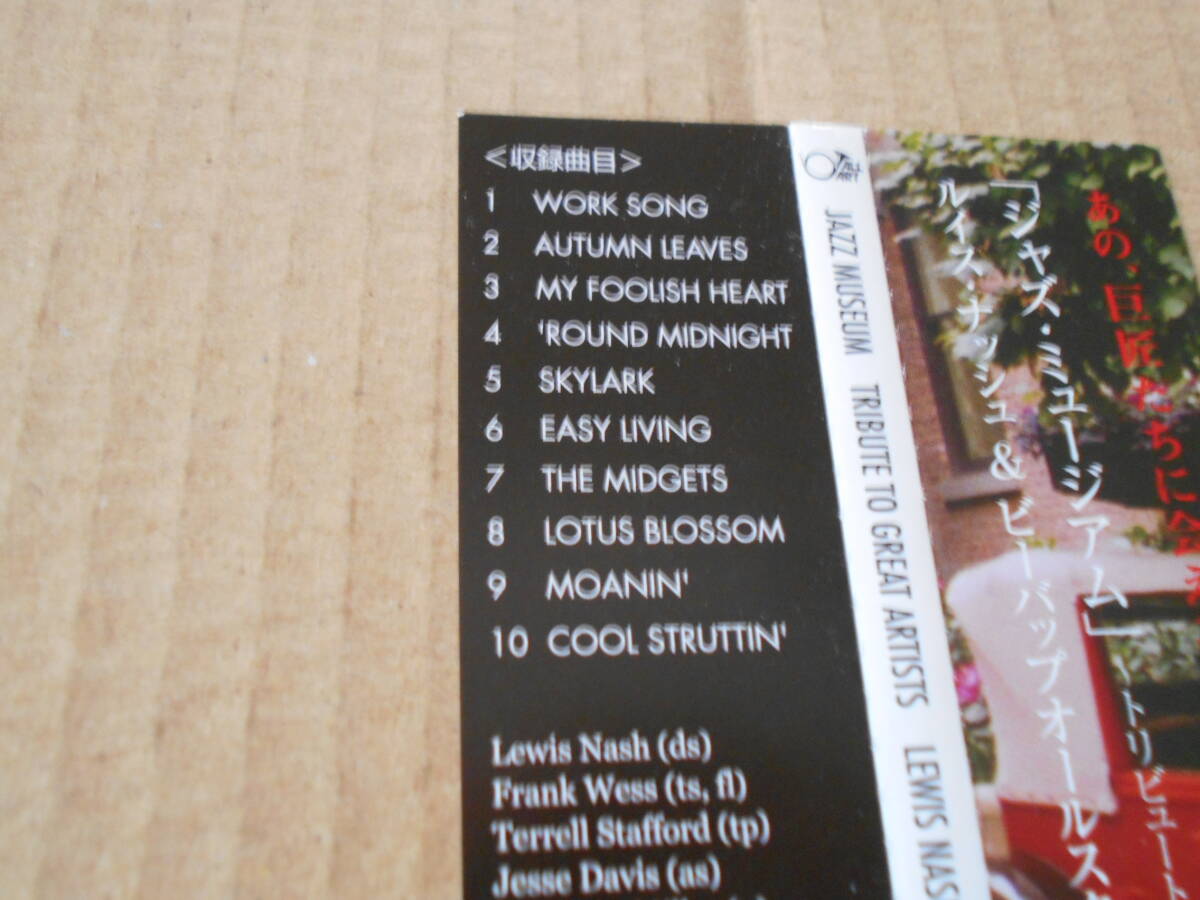 ≪収録曲目≫
1 WORK SONG
2 AUTUMN LEAVES
3 MY FOOLISH HEART
4 'ROUND MIDNIGHT
5 SKYLARK
6 EASY LIVING
7 THE MIDGETS
8 LOTUS BLOSSOM
9 MOANIN'
10 COOL STRUTTIN'
Lewis Nash (ds)
Frank Wess (ts, fl)
Terrell Stafford (tp)
Jesse Davis (as)
ALL ART
JAZZ MUSEUM TRIBUTE TO GREAT ARTISTS LEWIS NAS
あの、巨匠たちに会
「ジャズ・ミュージアム」ートリビュート
ルイス・ナッシュ & ビーバップオールス